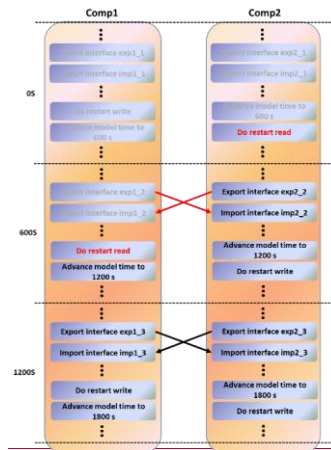 Comp1
Comp2
Export interface exp1_1
Import interface imp1_1
Do restart write
Advance model time to
600 s
Export interface exp2_1
Import interface imp2_1
Do restart write
Advance model time to
600 s
Do restart read
0S
Export interface exp1_2
Import interface imp1_2
Do restart read
Advance model time to
1200 s
Export interface exp2_2
Import interface imp2_2
Advance model time to
1200 s
Do restart write
600S
Export interface exp1_3
Import interface imp1_3
Do restart write
Advance model time to
1800 s
Export interface exp2_3
Import interface imp2_3
Advance model time to
1800 s
Do restart write
1200S